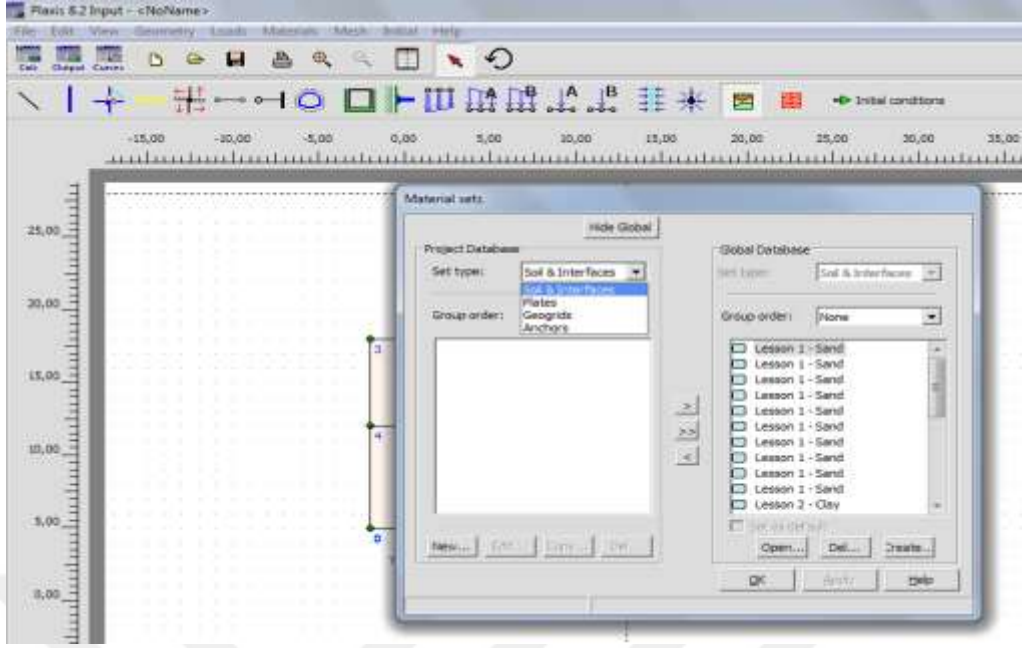 Plaxis 8.2 Input - <NoName>
File Edit View Geometry Loads Materials Mesh Initial Help
Calc Output Curves
A B A B Initial conditions
-15,00 -10,00 -5,00 0,00 5,00 10,00 15,00 20,00 25,00 30,00 35,00
25,00
20,00
15,00
10,00
5,00
0,00
3
4
0
Material sets
Hide Global
Project Database
Set type: Soil & Interfaces
Soil & Interfaces
Plates
Geogrids
Anchors
Group order:
> 
>>
<
New... Edit... Copy... Del...
Global Database
Set type: Soil & Interfaces
Group order: None
Lesson 1 - Sand
Lesson 1 - Sand
Lesson 1 - Sand
Lesson 1 - Sand
Lesson 1 - Sand
Lesson 1 - Sand
Lesson 1 - Sand
Lesson 1 - Sand
Lesson 1 - Sand
Lesson 1 - Sand
Lesson 2 - Clay
Set as default
Open... Del... Create...
OK Apply Help